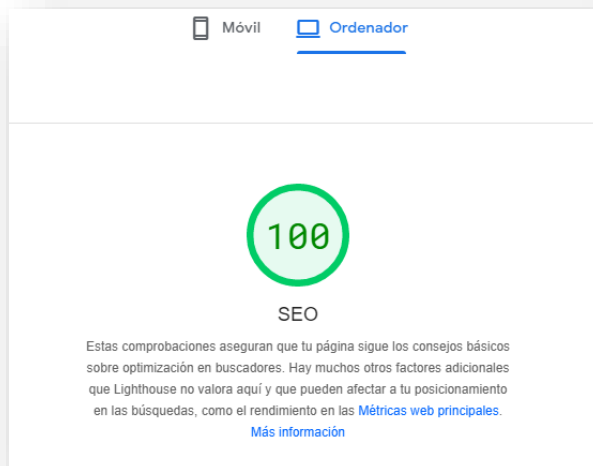 Móvil
Ordenador
100
SEO
Estas comprobaciones aseguran que tu página sigue los consejos básicos
sobre optimización en buscadores. Hay muchos otros factores adicionales
que Lighthouse no valora aquí y que pueden afectar a tu posicionamiento
en las búsquedas, como el rendimiento en las Métricas web principales.
Más información